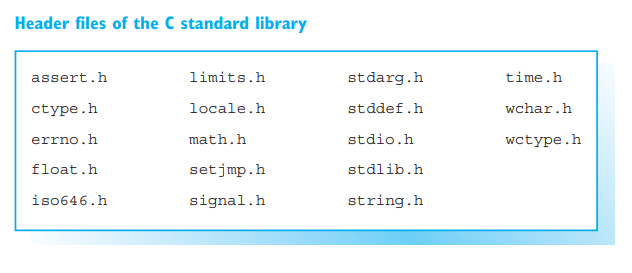 Header files of the C standard library
assert.h limits.h stdarg.h time.h
ctype.h locale.h stddef.h wchar.h
errno.h math.h stdio.h wctype.h
float.h setjmp.h stdlib.h
iso646.h signal.h string.h